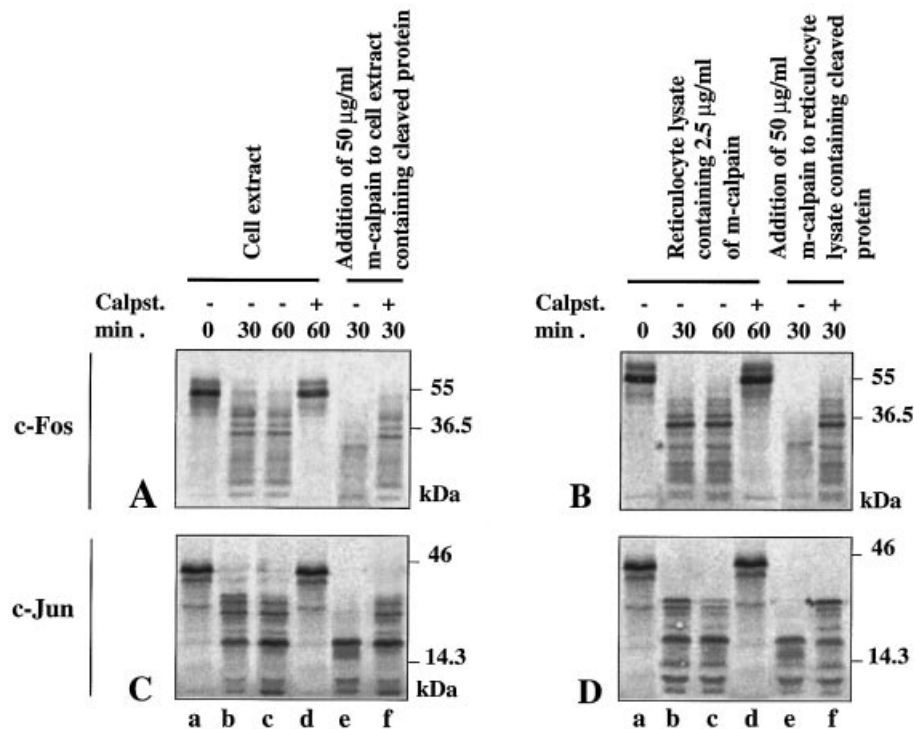 Cell extract
Addition of 50 µg/ml
m-calpain to cell extract
containing cleaved protein
Reticulocyte lysate
containing 2.5 µg/ml
of m-calpain
Addition of 50 µg/ml
m-calpain to reticulocyte
lysate containing cleaved
protein
Calpst. - - - + - +
min . 0 30 60 60 30 30
Calpst. - - - + - +
min . 0 30 60 60 30 30
c-Fos
55
36.5
kDa
A
55
36.5
kDa
B
c-Jun
46
14.3
kDa
C
46
14.3
D
a b c d e f
a b c d e f